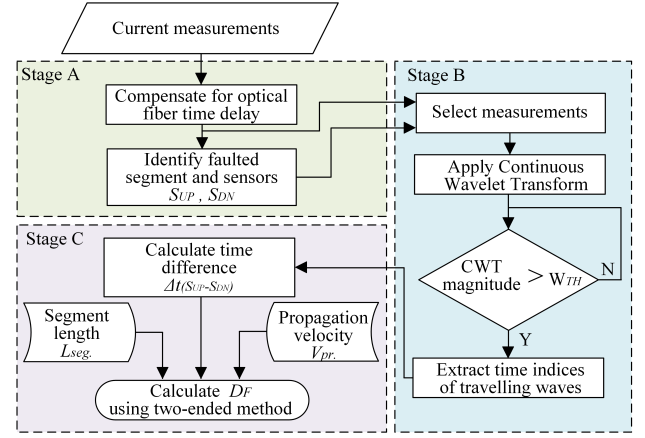 Current measurements
Stage A
Compensate for optical
fiber time delay
Identify faulted
segment and sensors
SUP , SDN
Stage B
Select measurements
Apply Continuous
Wavelet Transform
CWT
magnitude > WTH
N
Y
Extract time indices
of travelling waves
Stage C
Calculate time
difference
Δt(SUP-SDN)
Segment
length
Lseg.
Propagation
velocity
Vpr.
Calculate DF
using two-ended method